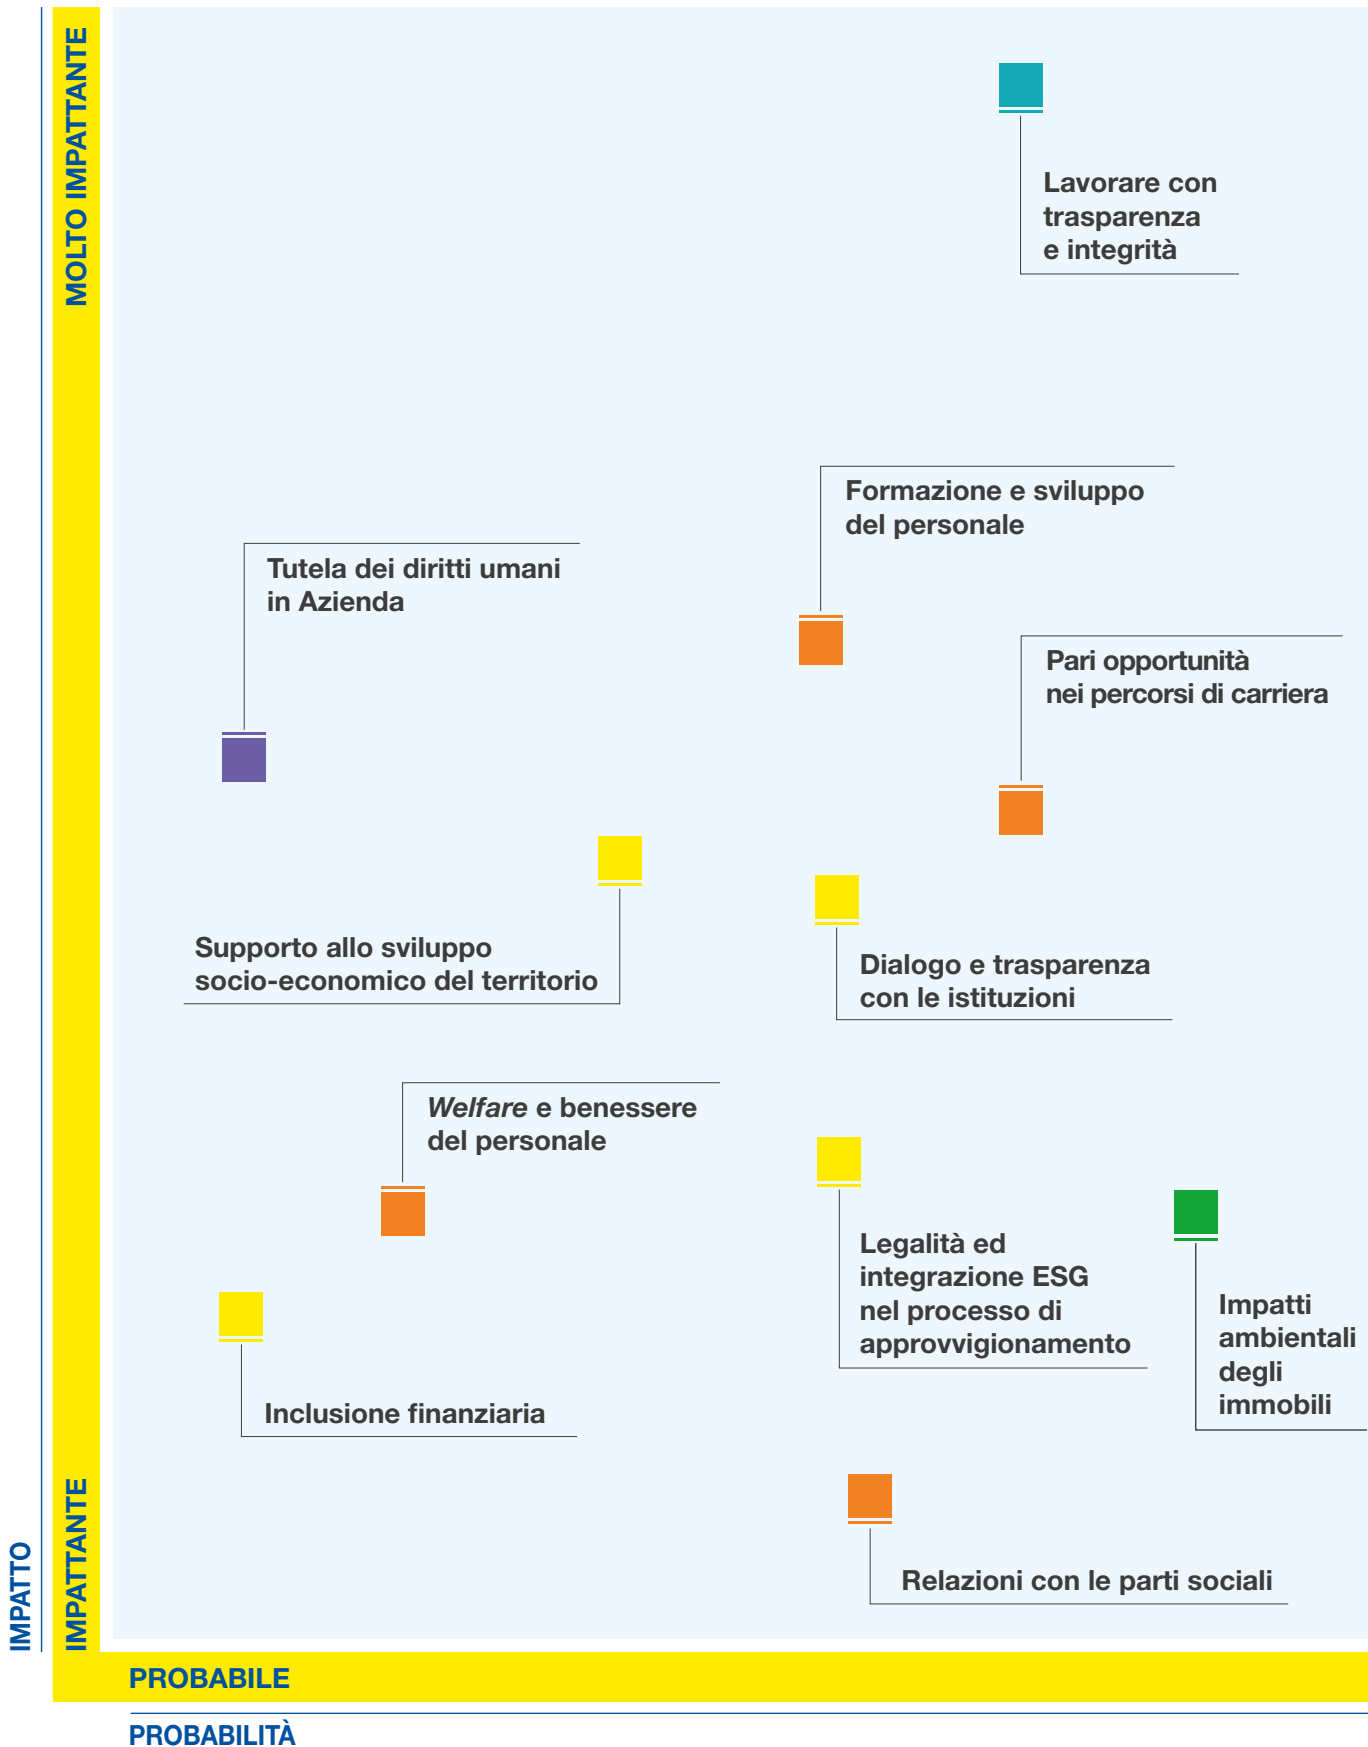 MOLTO IMPATTANTE
Lavorare con
trasparenza
e integrità
Formazione e sviluppo
del personale
Tutela dei diritti umani
in Azienda
Pari opportunità
nei percorsi di carriera
Supporto allo sviluppo
socio-economico del territorio
Dialogo e trasparenza
con le istituzioni
Welfare e benessere
del personale
Legalità ed
integrazione ESG
nel processo di
approvvigionamento
Impatti
ambientali
degli
immobili
Inclusione finanziaria
IMPATTANTE
IMPATTO
Relazioni con le parti sociali
PROBABILE
PROBABILITÀ